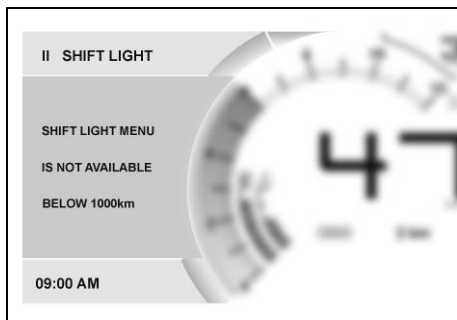 II SHIFT LIGHT
SHIFT LIGHT MENU
IS NOT AVAILABLE
BELOW 1000km
47
09:00 AM